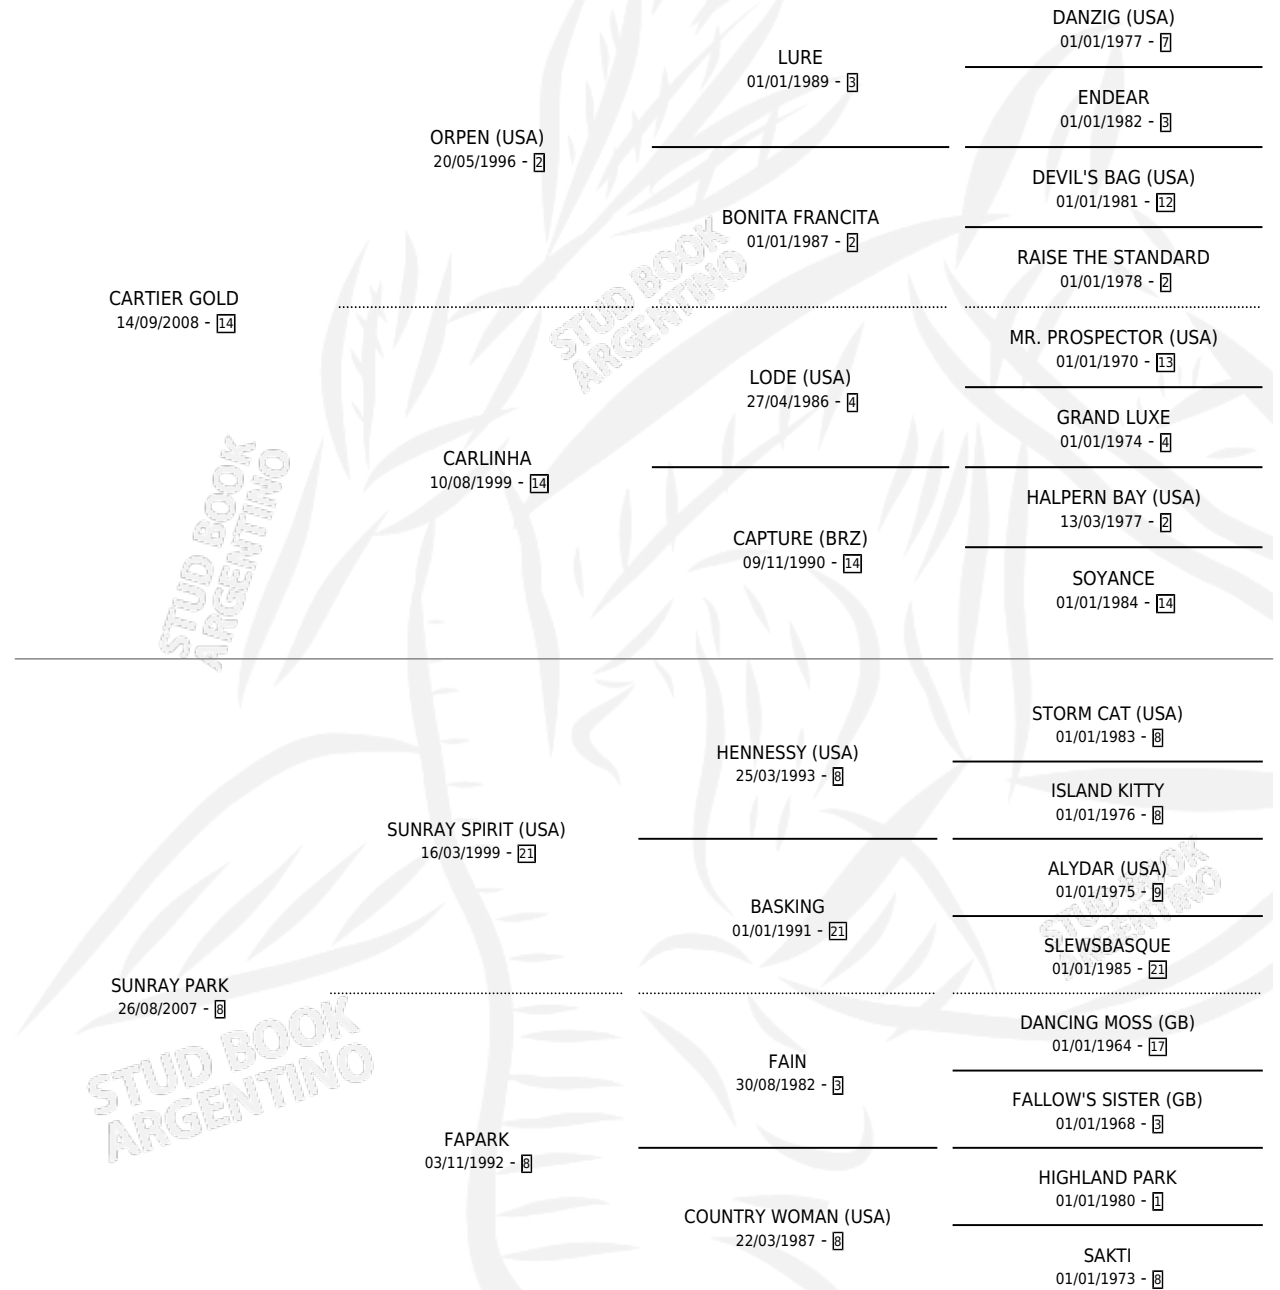 DANZIG (USA)
01/01/1977 - 7
LURE
01/01/1989 - 3
ENDEAR
01/01/1982 - 3
ORPEN (USA)
20/05/1996 - 2
DEVIL'S BAG (USA)
01/01/1981 - 12
BONITA FRANCITA
01/01/1987 - 2
RAISE THE STANDARD
01/01/1978 - 2
CARTIER GOLD
14/09/2008 - 14
MR. PROSPECTOR (USA)
01/01/1970 - 13
LODE (USA)
27/04/1986 - 4
GRAND LUXE
01/01/1974 - 4
CARLINHA
10/08/1999 - 14
HALPERN BAY (USA)
13/03/1977 - 2
CAPTURE (BRZ)
09/11/1990 - 14
SOYANCE
01/01/1984 - 14
STUD BOOK
ARGENTINO
STUD BOOK
ARGENTINO
STORM CAT (USA)
01/01/1983 - 8
HENNESSY (USA)
25/03/1993 - 8
ISLAND KITTY
01/01/1976 - 8
SUNRAY SPIRIT (USA)
16/03/1999 - 21
ALYDAR (USA)
01/01/1975 - 9
BASKING
01/01/1991 - 21
SLEWSBASQUE
01/01/1985 - 21
SUNRAY PARK
26/08/2007 - 8
DANCING MOSS (GB)
01/01/1964 - 17
FAIN
30/08/1982 - 3
FALLOW'S SISTER (GB)
01/01/1968 - 3
FAPARK
03/11/1992 - 8
HIGHLAND PARK
01/01/1980 - 1
COUNTRY WOMAN (USA)
22/03/1987 - 8
SAKTI
01/01/1973 - 8
STUD BOOK
ARGENTINO
STUD BOOK
ARGENTINO